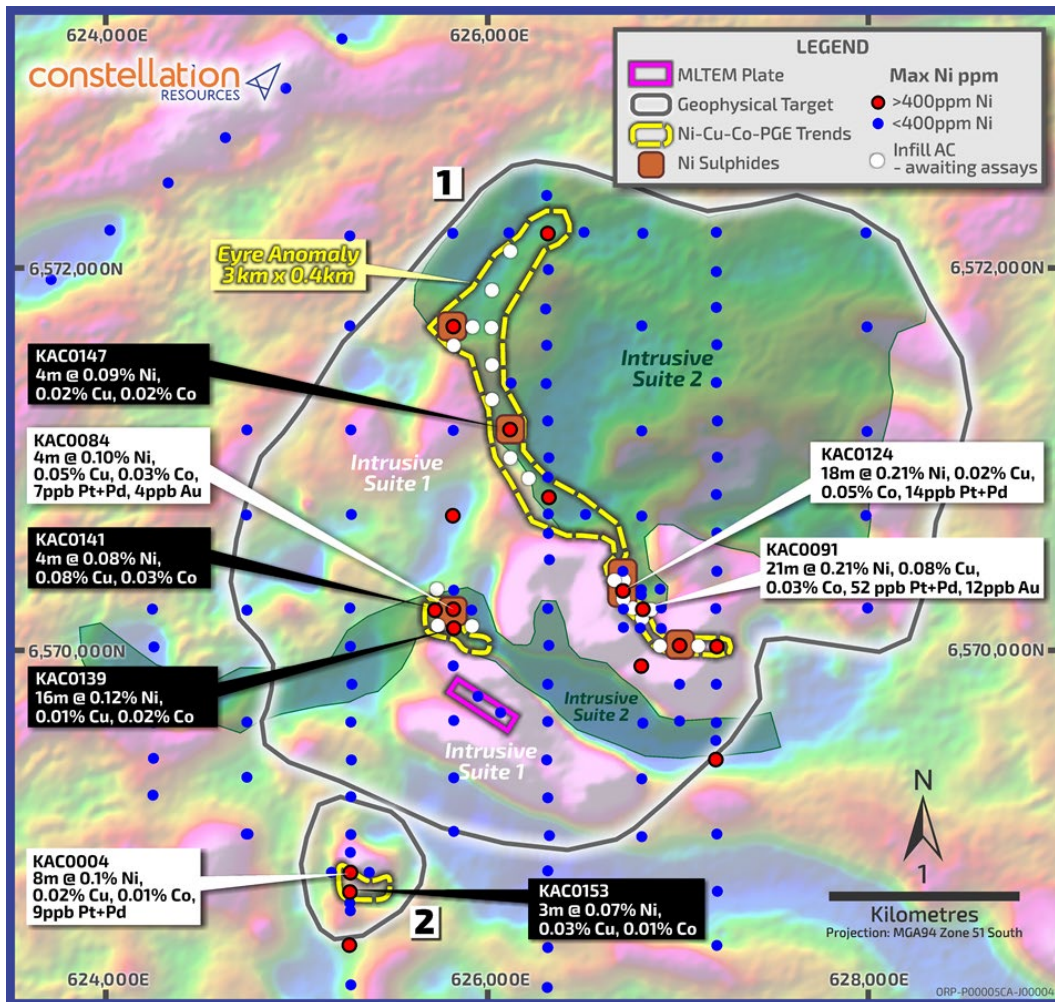 624,000E
626,000E
constellation
RESOURCES
LEGEND
MLTEM Plate
Geophysical Target
Ni-Cu-Co-PGE Trends
Ni Sulphides
Max Ni ppm
>400ppm Ni
<400ppm Ni
Infill AC
- awaiting assays
1
Eyre Anomaly
3km x 0.4km
6,572,000N
6,572,000N
Intrusive
Suite 2
KAC0147
4m @ 0.09% Ni,
0.02% Cu, 0.02% Co
KAC0084
4m @ 0.10% Ni,
0.05% Cu, 0.03% Co,
7ppb Pt+Pd, 4ppb Au
Intrusive
Suite 1
KAC0124
18m @ 0.21% Ni, 0.02% Cu,
0.05% Co, 14ppb Pt+Pd
KAC0141
4m @ 0.08% Ni,
0.08% Cu, 0.03% Co
KAC0091
21m @ 0.21% Ni, 0.08% Cu,
0.03% Co, 52 ppb Pt+Pd, 12ppb Au
6,570,000N
6,570,000N
KAC0139
16m @ 0.12% Ni,
0.01% Cu, 0.02% Co
Intrusive
Suite 2
Intrusive
Suite 1
N
KAC0004
8m @ 0.1% Ni,
0.02% Cu, 0.01% Co,
9ppb Pt+Pd
KAC0153
3m @ 0.07% Ni,
0.03% Cu, 0.01% Co
2
1
Kilometres
Projection: MGA94 Zone 51 South
624,000E
626,000E
628,000E
ORP-P00005CA-J00004